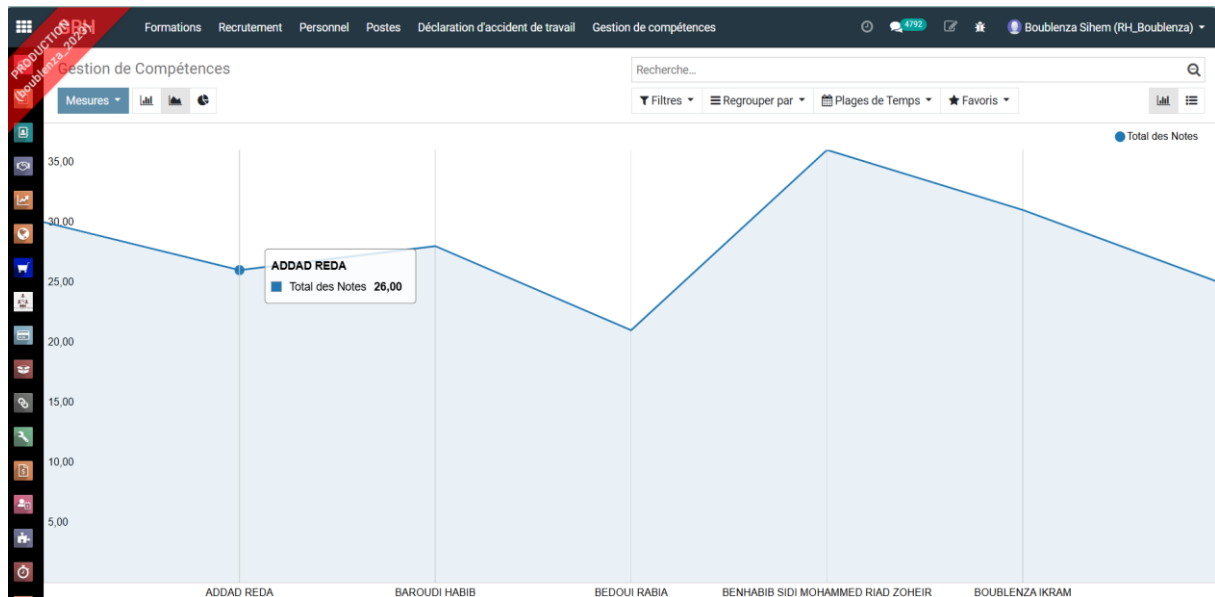 PRODUCTION
(boublenza_2023)
GRH
Formations Recrutement Personnel Postes Déclaration d'accident de travail Gestion de compétences 4792 Boublenza Sihem (RH_Boublenza)
Gestion de Compétences
Recherche...
Mesures Filtres Regrouper par Plages de Temps Favoris
Total des Notes
35,00
30,00
ADDAD REDA
Total des Notes 26,00
25,00
20,00
15,00
10,00
5,00
ADDAD REDA BAROUDI HABIB BEDOUI RABIA BENHABIB SIDI MOHAMMED RIAD ZOHEIR BOUBLENZA IKRAM